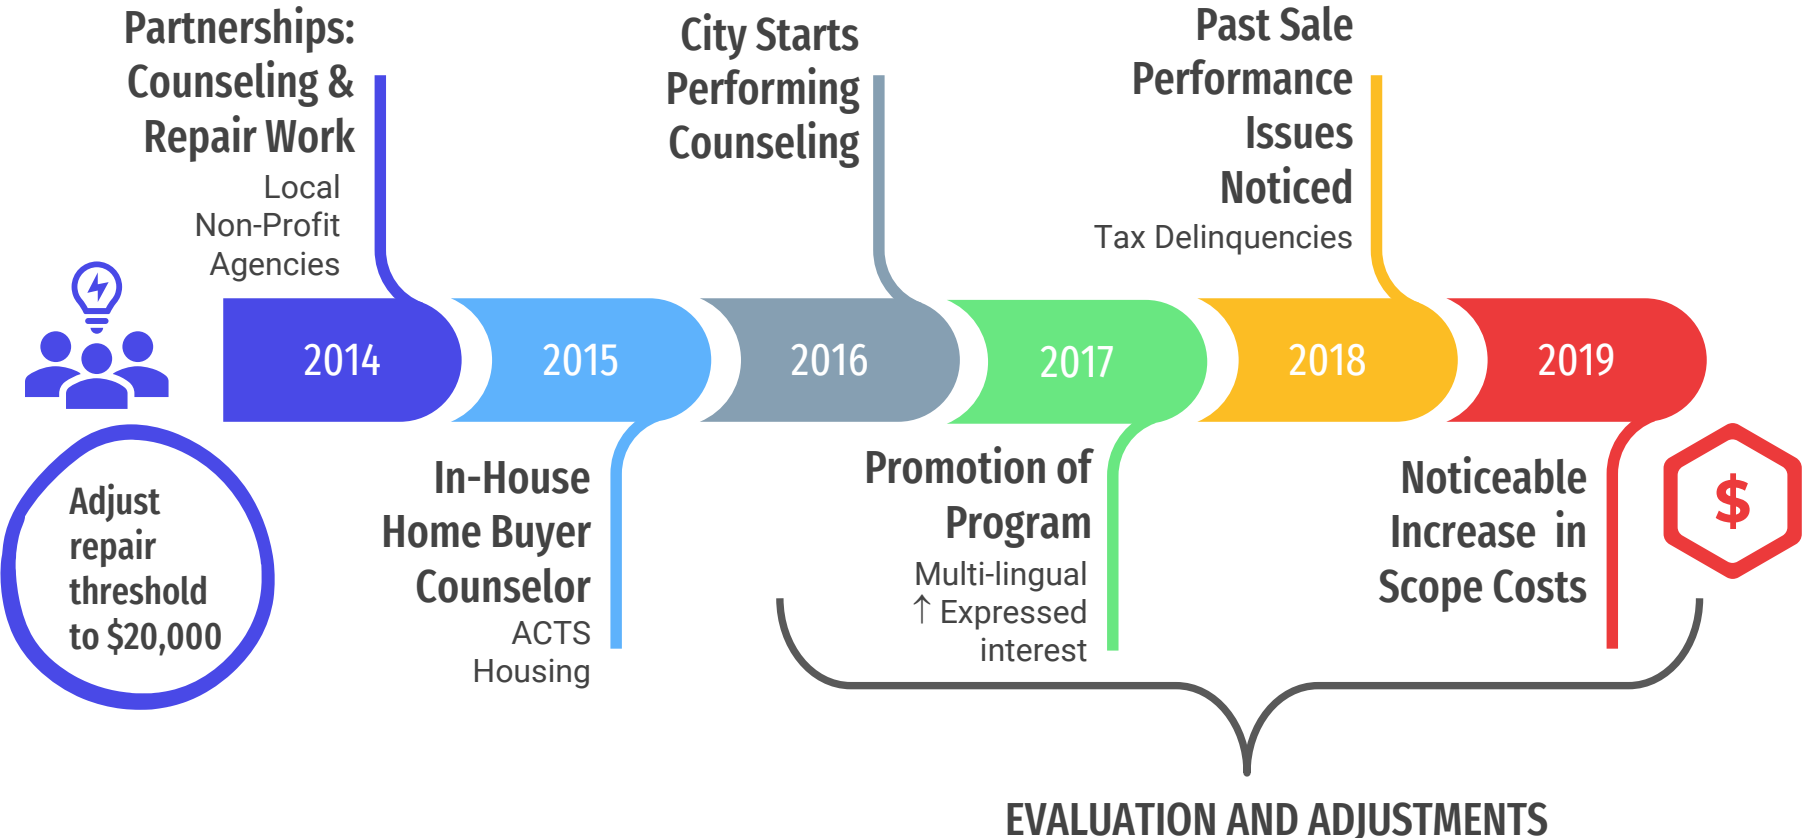 Partnerships:
Counseling &
Repair Work
Local
Non-Profit
Agencies
City Starts
Performing
Counseling
Past Sale
Performance
Issues
Noticed
Tax Delinquencies
2014
2015
2016
2017
2018
2019
Adjust
repair
threshold
to $20,000
In-House
Home Buyer
Counselor
ACTS
Housing
Promotion of
Program
Multi-lingual
↑ Expressed
interest
Noticeable
Increase in
Scope Costs
$
EVALUATION AND ADJUSTMENTS